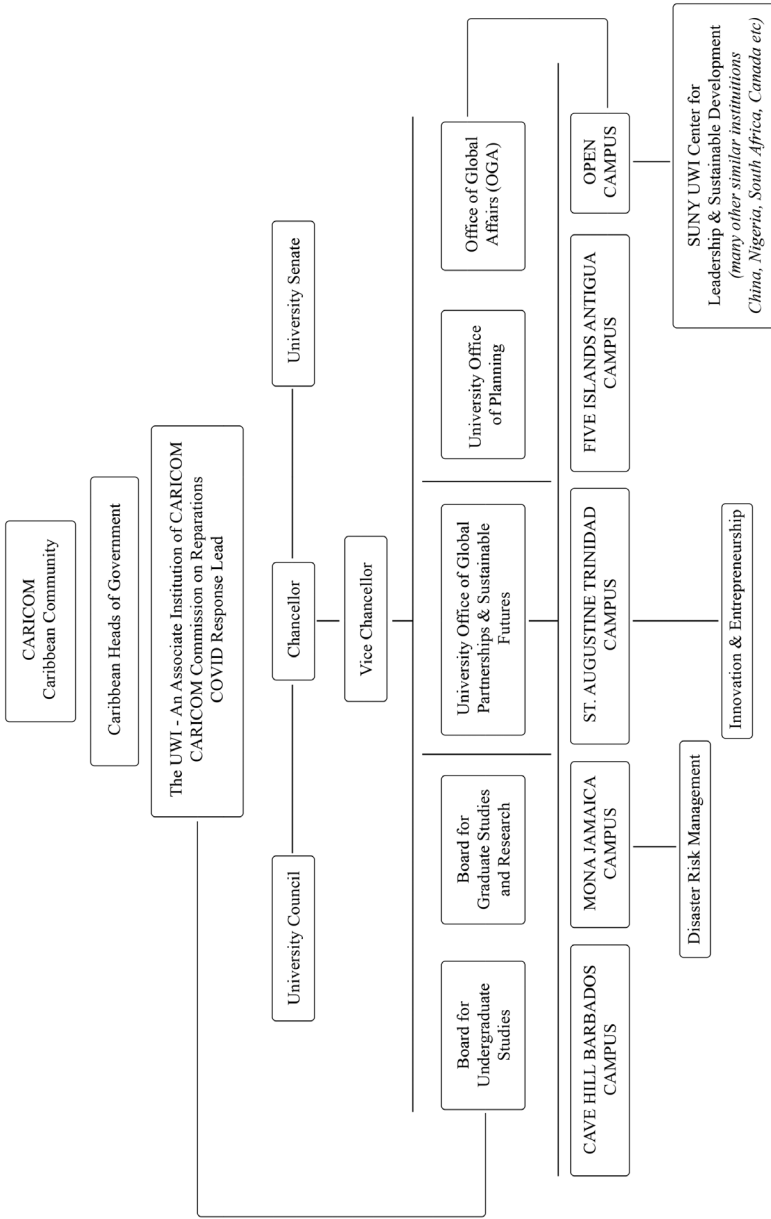 CARICOM
Caribbean Community
Caribbean Heads of Government
The UWI - An Associate Institution of CARICOM
CARICOM Commission on Reparations
COVID Response Lead
University Council
Chancellor
University Senate
Vice Chancellor
Board for
Undergraduate
Studies
Board for
Graduate Studies
and Research
University Office of Global
Partnerships & Sustainable
Futures
University Office
of Planning
Office of Global
Affairs (OGA)
CAVE HILL BARBADOS
CAMPUS
MONA JAMAICA
CAMPUS
ST. AUGUSTINE TRINIDAD
CAMPUS
FIVE ISLANDS ANTIGUA
CAMPUS
OPEN
CAMPUS
Disaster Risk Management
Innovation & Entrepreneurship
SUNY UWI Center for
Leadership & Sustainable Development
(many other similar instituitions
China, Nigeria, South Africa, Canada etc)